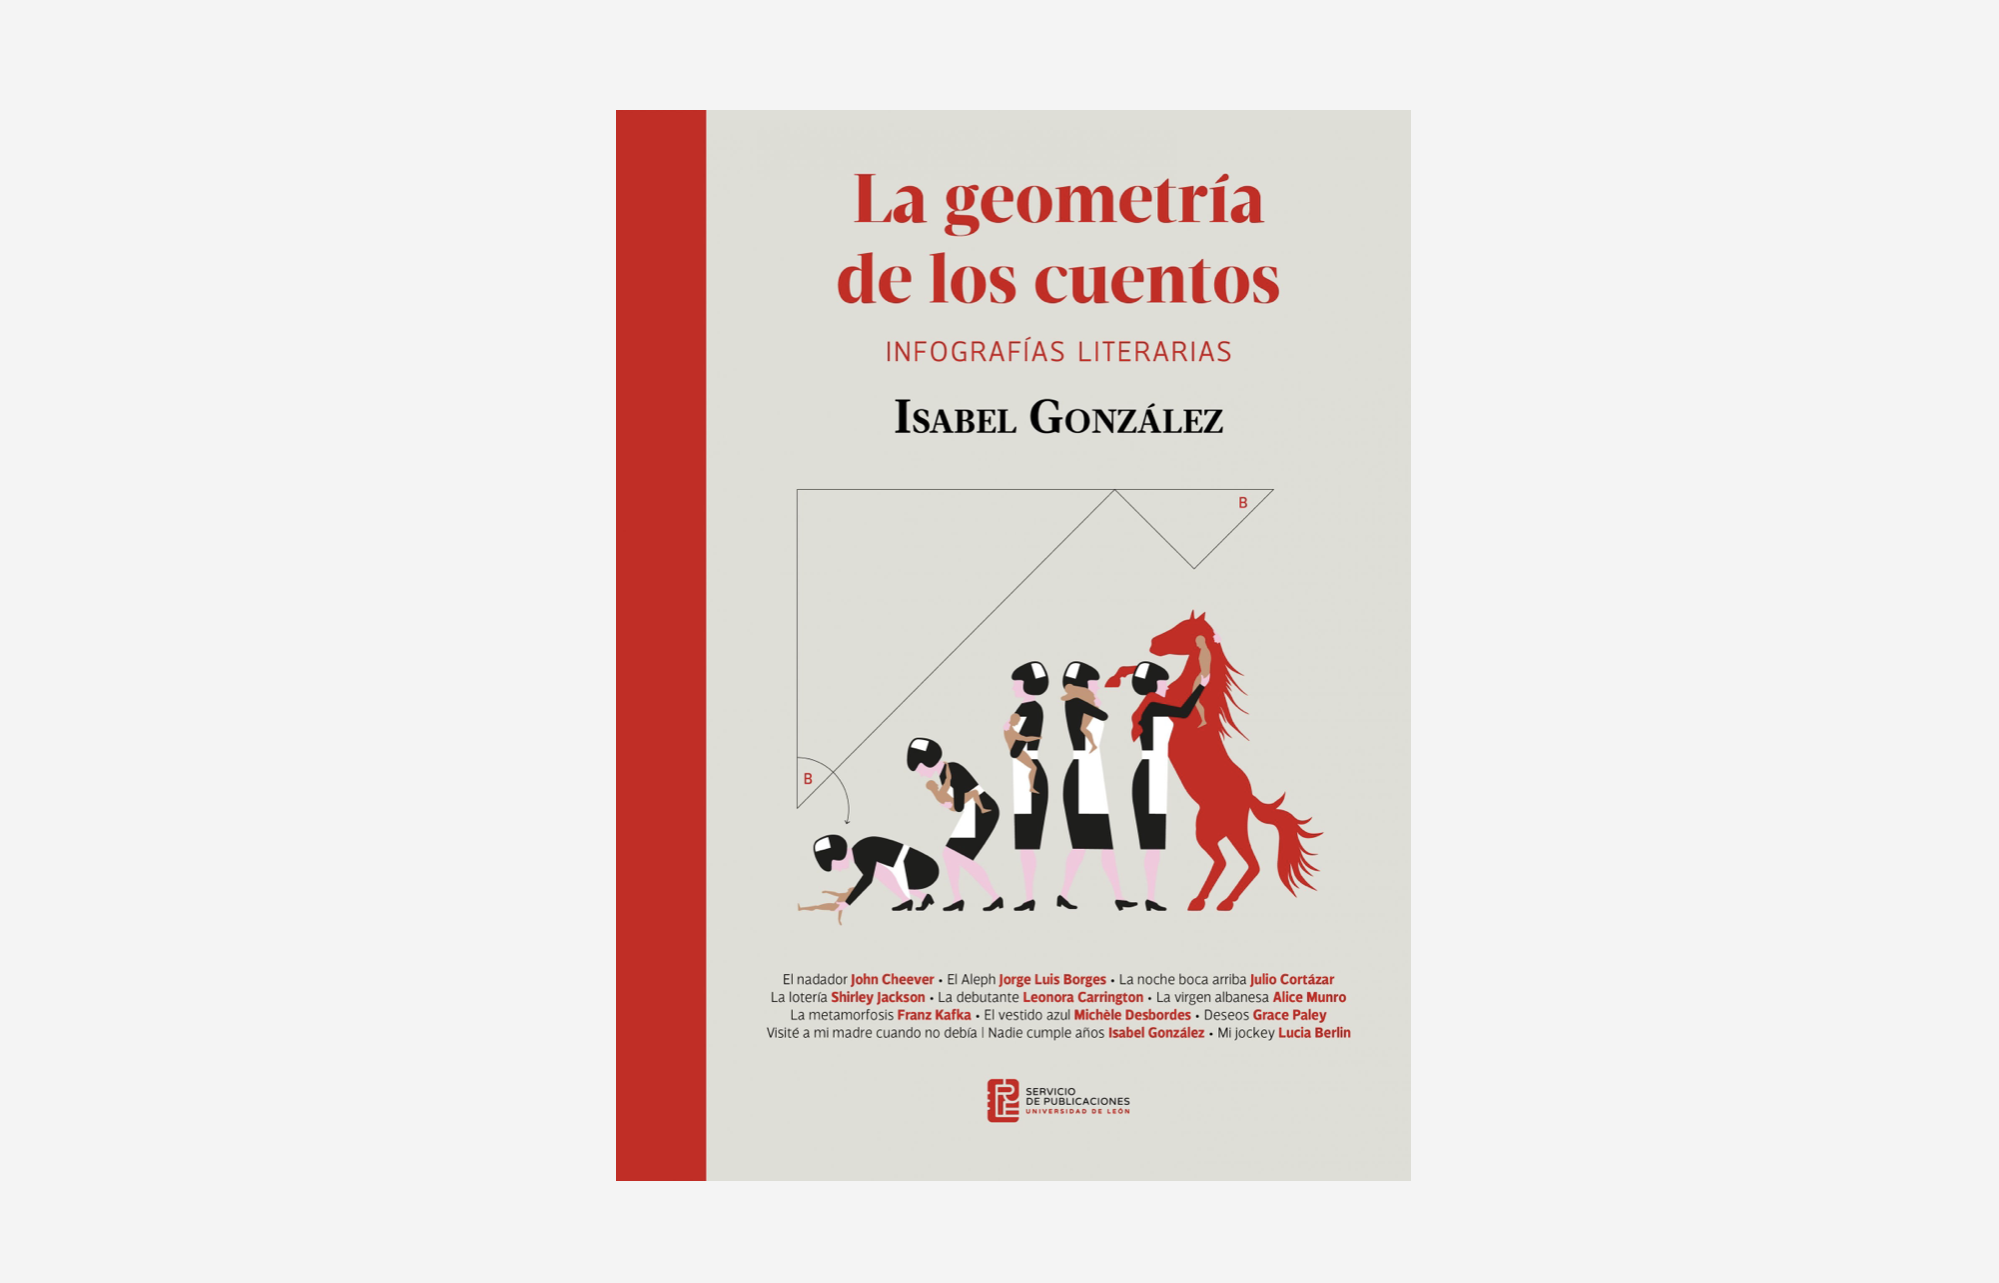 La geometría
de los cuentos
INFOGRAFÍAS LITERARIAS
ISABEL GONZÁLEZ
B
B
El nadador John Cheever • El Aleph Jorge Luis Borges • La noche boca arriba Julio Cortázar
La lotería Shirley Jackson • La debutante Leonora Carrington • La virgen albanesa Alice Munro
La metamorfosis Franz Kafka • El vestido azul Michèle Desbordes • Deseos Grace Paley
Visité a mi madre cuando no debía | Nadie cumple años Isabel González • Mi jockey Lucia Berlin
SERVICIO
DE PUBLICACIONES
UNIVERSIDAD DE LEÓN